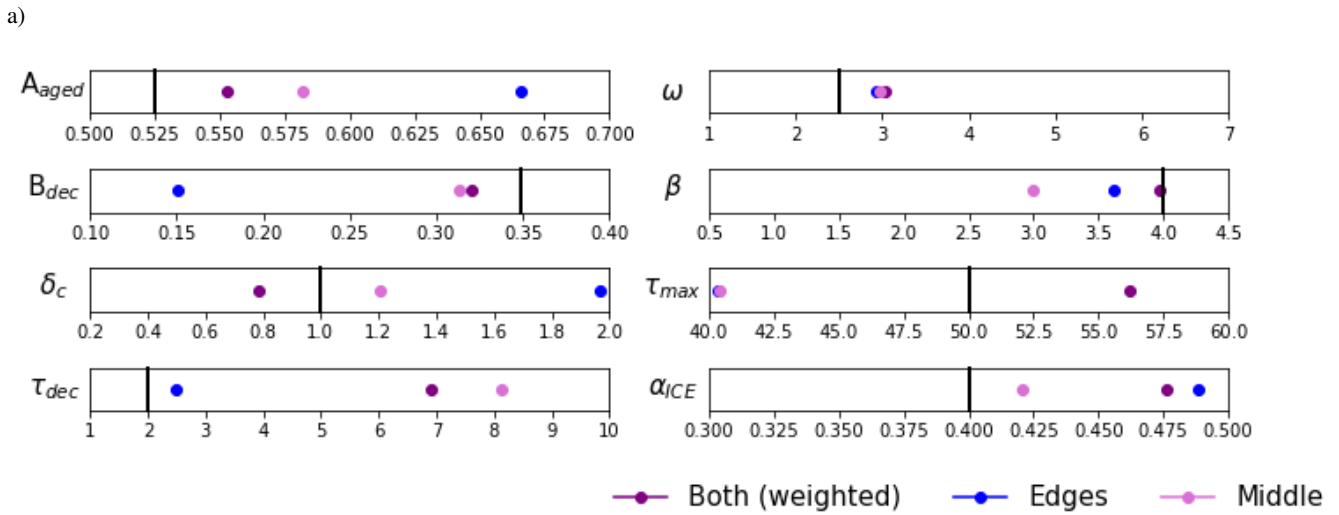 a)
A_aged
0.500 0.525 0.550 0.575 0.600 0.625 0.650 0.675 0.700
ω
1 2 3 4 5 6 7
B_dec
0.10 0.15 0.20 0.25 0.30 0.35 0.40
β
0.5 1.0 1.5 2.0 2.5 3.0 3.5 4.0 4.5
δ_c
0.2 0.4 0.6 0.8 1.0 1.2 1.4 1.6 1.8 2.0
τ_max
40.0 42.5 45.0 47.5 50.0 52.5 55.0 57.5 60.0
τ_dec
1 2 3 4 5 6 7 8 9 10
α_ICE
0.300 0.325 0.350 0.375 0.400 0.425 0.450 0.475 0.500
Both (weighted) Edges Middle